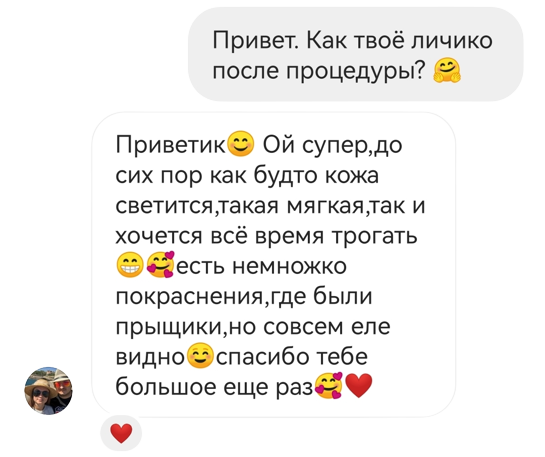 Привет. Как твоё личико
после процедуры? 🤗
Приветик😊 Ой супер,до
сих пор как будто кожа
светится,такая мягкая,так и
хочется всё время трогать
😁🥰есть немножко
покраснения,где были
прыщики,но совсем еле
видно☺️спасибо тебе
большое еще раз🥰❤️
❤️